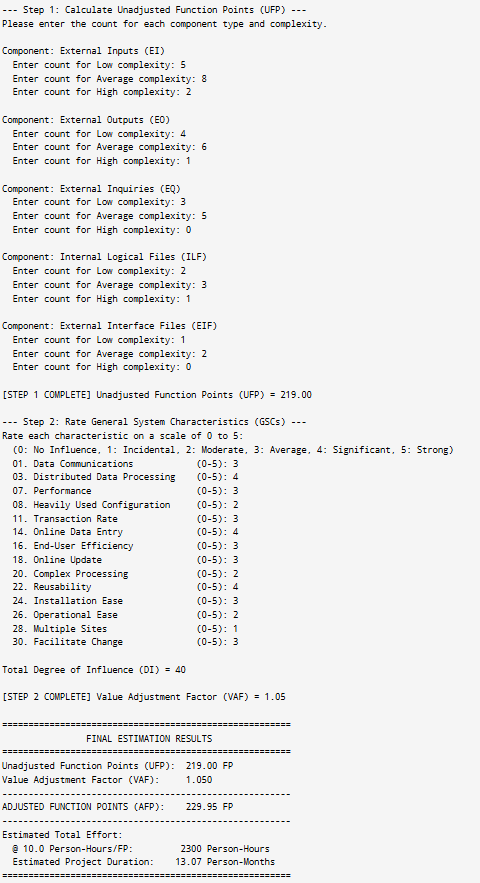 --- Step 1: Calculate Unadjusted Function Points (UFP) ---
Please enter the count for each component type and complexity.

Component: External Inputs (EI)
  Enter count for Low complexity: 5
  Enter count for Average complexity: 8
  Enter count for High complexity: 2

Component: External Outputs (EO)
  Enter count for Low complexity: 4
  Enter count for Average complexity: 6
  Enter count for High complexity: 1

Component: External Inquiries (EQ)
  Enter count for Low complexity: 3
  Enter count for Average complexity: 5
  Enter count for High complexity: 0

Component: Internal Logical Files (ILF)
  Enter count for Low complexity: 2
  Enter count for Average complexity: 3
  Enter count for High complexity: 1

Component: External Interface Files (EIF)
  Enter count for Low complexity: 1
  Enter count for Average complexity: 2
  Enter count for High complexity: 0

[STEP 1 COMPLETE] Unadjusted Function Points (UFP) = 219.00

--- Step 2: Rate General System Characteristics (GSCs) ---
Rate each characteristic on a scale of 0 to 5:
  (0: No Influence, 1: Incidental, 2: Moderate, 3: Average, 4: Significant, 5: Strong)
  01. Data Communications (0-5): 3
  03. Distributed Data Processing (0-5): 4
  07. Performance (0-5): 3
  08. Heavily Used Configuration (0-5): 2
  11. Transaction Rate (0-5): 3
  14. Online Data Entry (0-5): 4
  16. End-User Efficiency (0-5): 3
  18. Online Update (0-5): 3
  20. Complex Processing (0-5): 2
  22. Reusability (0-5): 4
  24. Installation Ease (0-5): 3
  26. Operational Ease (0-5): 2
  28. Multiple Sites (0-5): 1
  30. Facilitate Change (0-5): 3

Total Degree of Influence (DI) = 40

[STEP 2 COMPLETE] Value Adjustment Factor (VAF) = 1.05

=======================================================
FINAL ESTIMATION RESULTS
=======================================================
Unadjusted Function Points (UFP): 219.00 FP
Value Adjustment Factor (VAF): 1.050
-------------------------------------------------------
ADJUSTED FUNCTION POINTS (AFP): 229.95 FP
-------------------------------------------------------
Estimated Total Effort:
  @ 10.0 Person-Hours/FP: 2300 Person-Hours
  Estimated Project Duration: 13.07 Person-Months
=======================================================